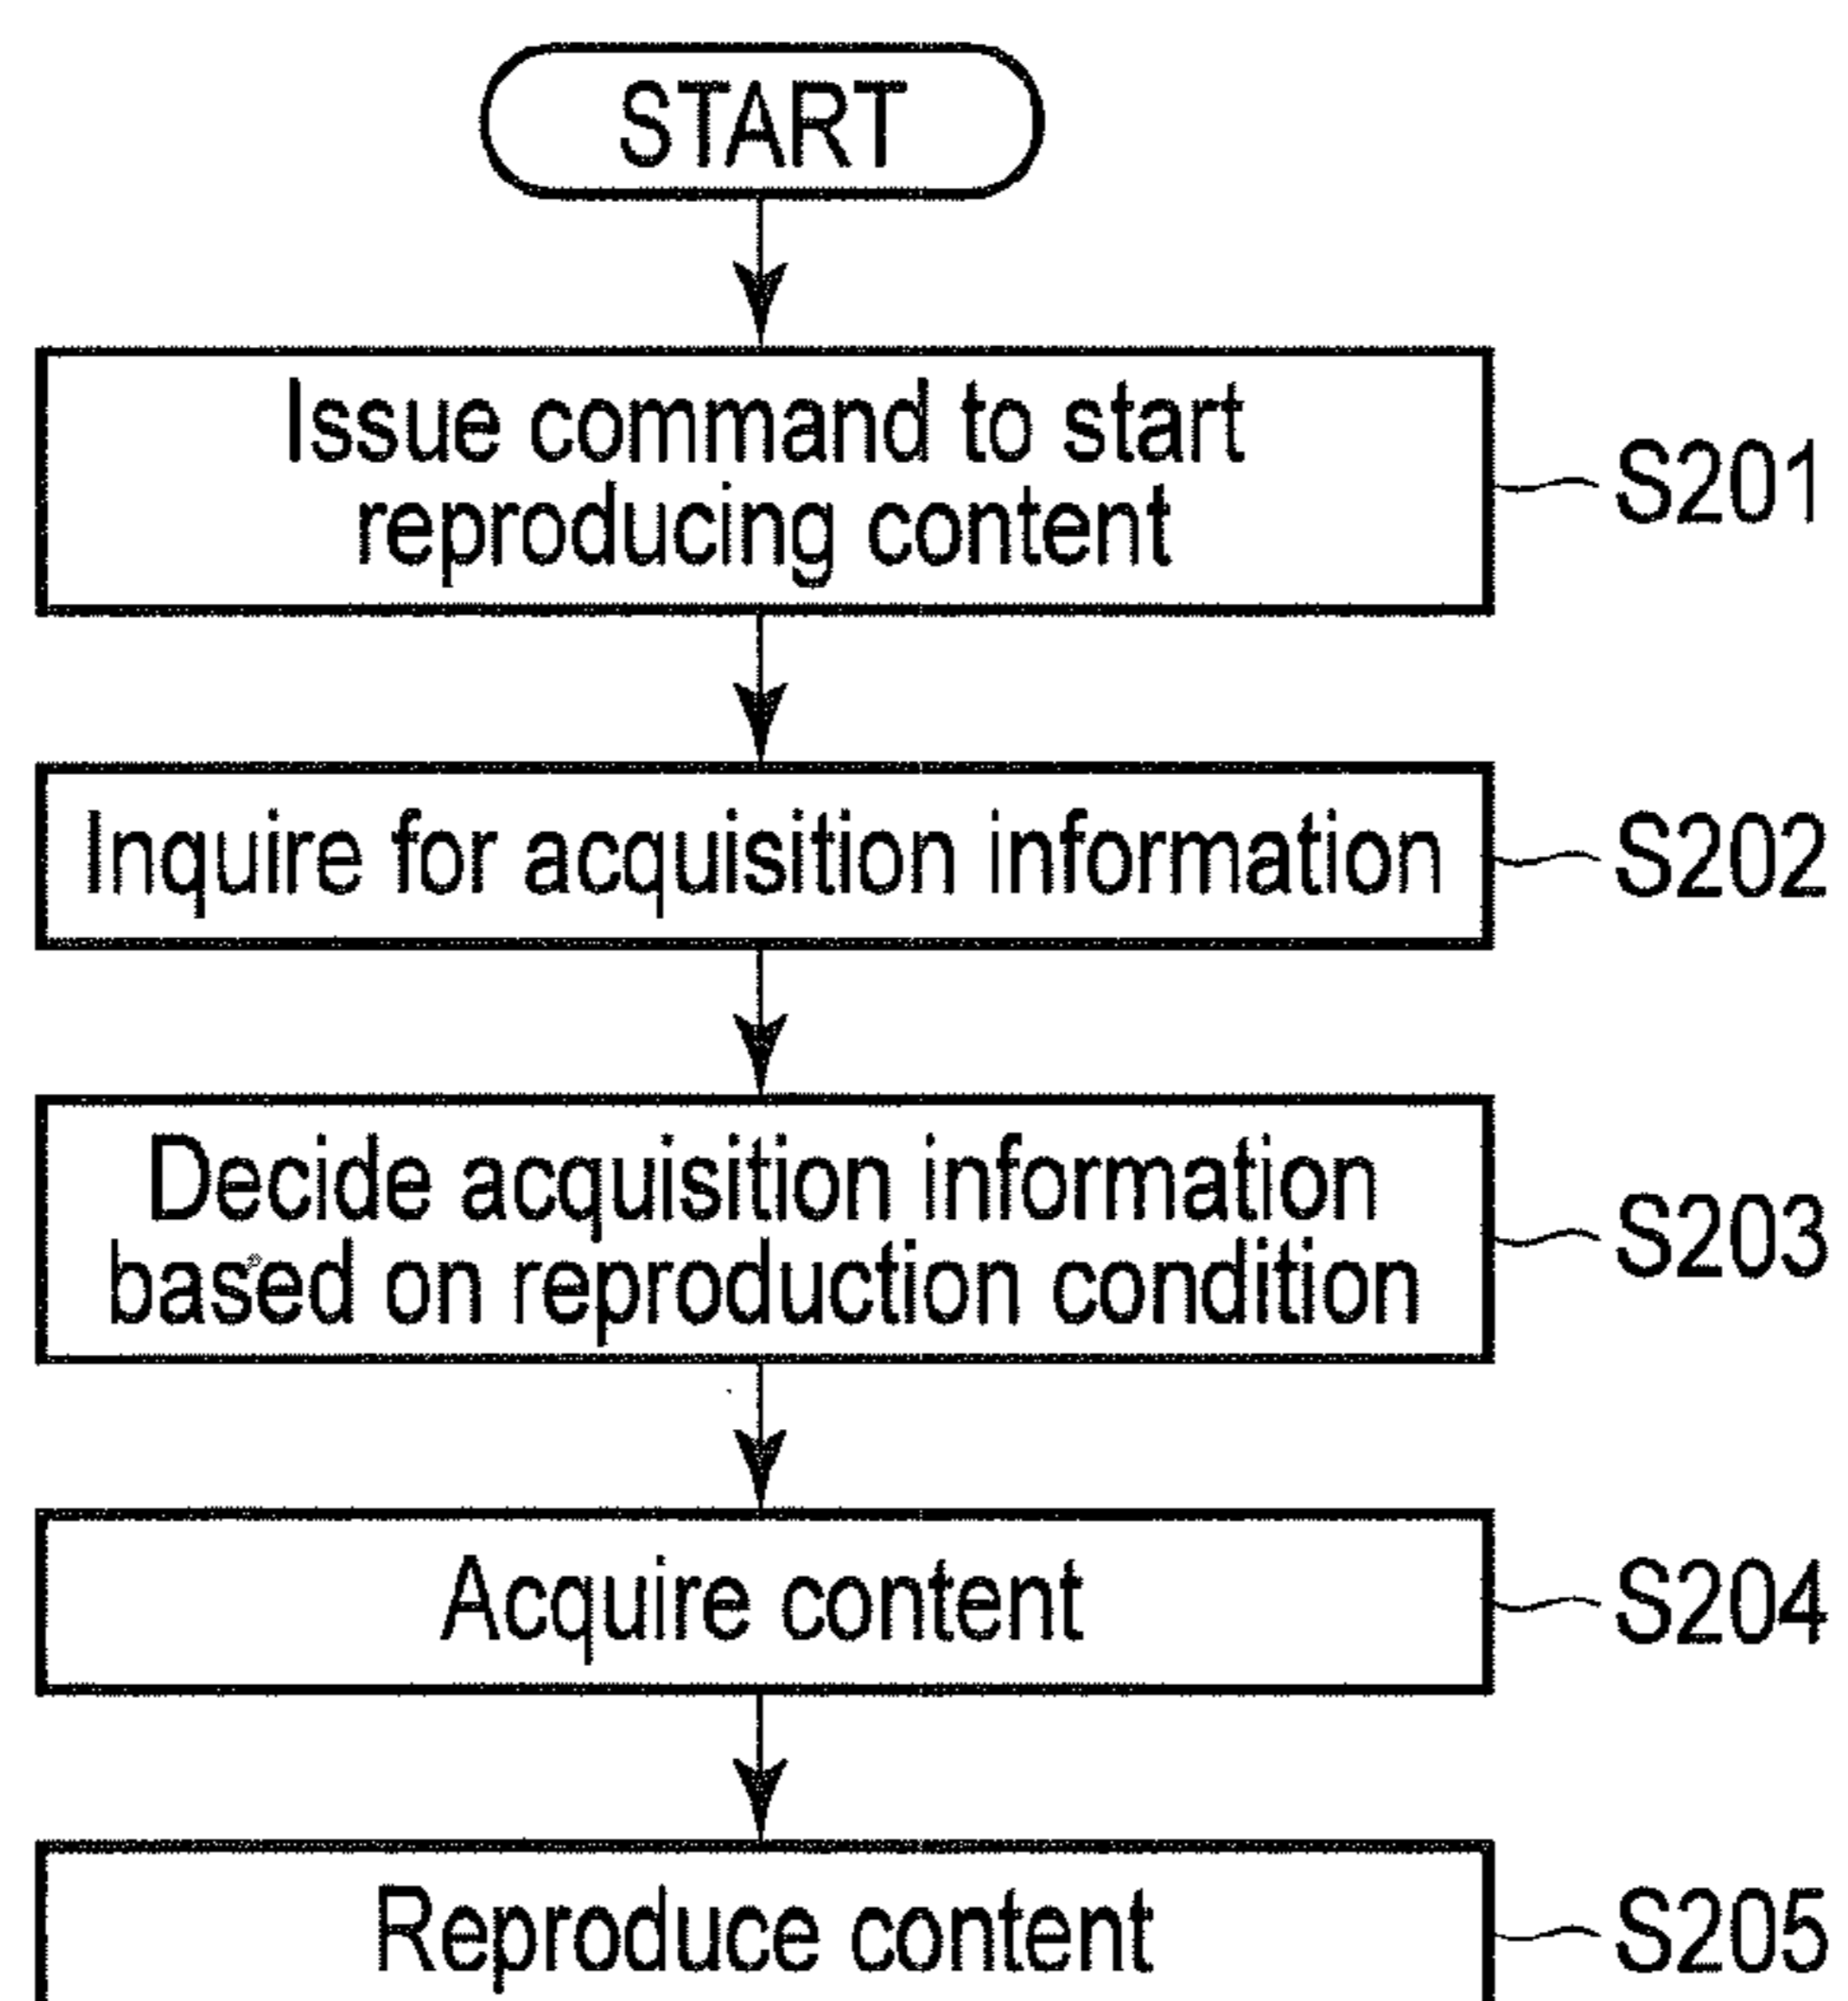 START
Issue command to start
reproducing content
S201
Inquire for acquisition information
S202
Decide acquisition information
based on reproduction condition
S203
Acquire content
S204
Reproduce content
S205